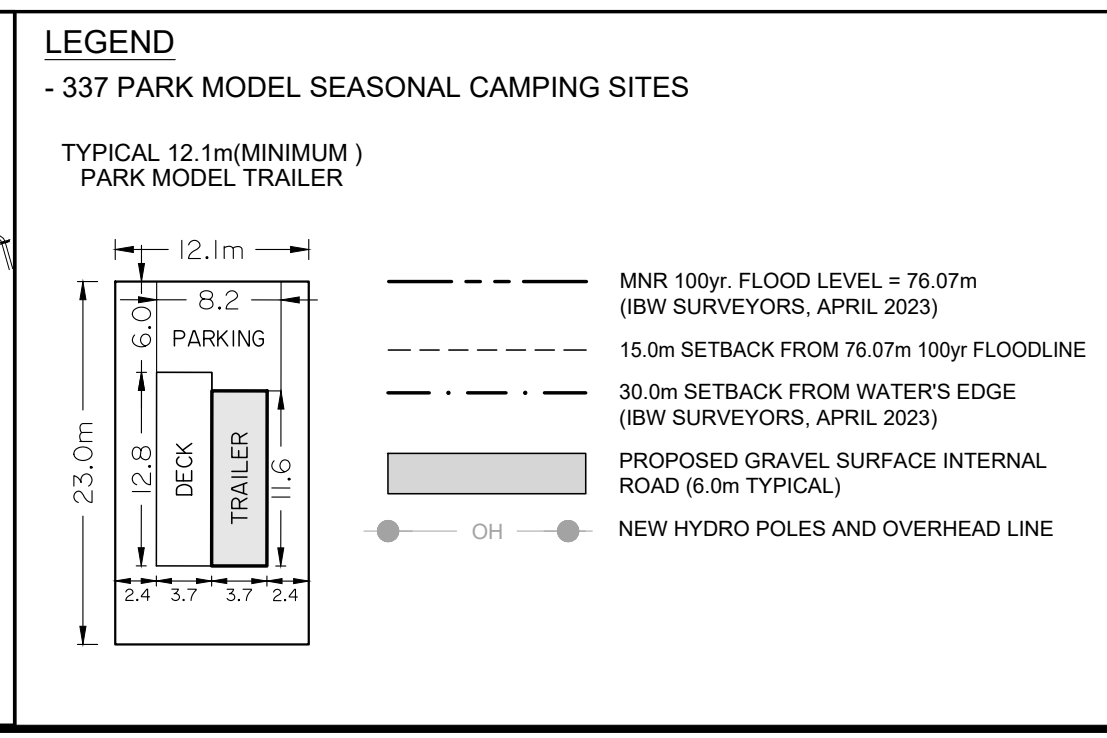 LEGEND
- 337 PARK MODEL SEASONAL CAMPING SITES
TYPICAL 12.1m(MINIMUM )
PARK MODEL TRAILER
12.1m
8.2
6.0
PARKING
23.0m
12.8
DECK
TRAILER
11.6
2.4 3.7 3.7 2.4
MNR 100yr. FLOOD LEVEL = 76.07m
(IBW SURVEYORS, APRIL 2023)
15.0m SETBACK FROM 76.07m 100yr FLOODLINE
30.0m SETBACK FROM WATER'S EDGE
(IBW SURVEYORS, APRIL 2023)
PROPOSED GRAVEL SURFACE INTERNAL
ROAD (6.0m TYPICAL)
OH
NEW HYDRO POLES AND OVERHEAD LINE